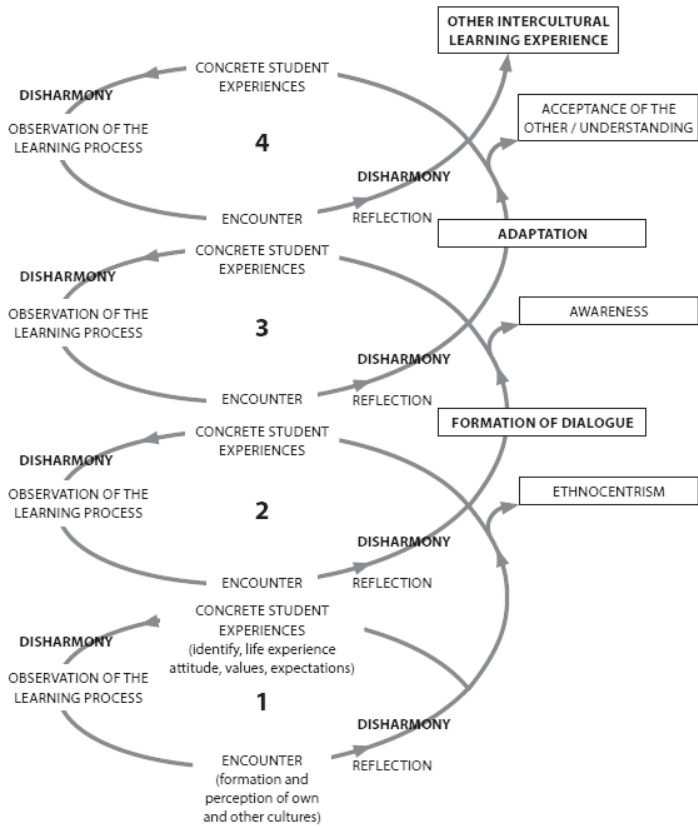 OTHER INTERCULTURAL
LEARNING EXPERIENCE
CONCRETE STUDENT
EXPERIENCES
DISHARMONY
ACCEPTANCE OF THE
OTHER / UNDERSTANDING
OBSERVATION OF THE
LEARNING PROCESS
4
DISHARMONY
ENCOUNTER
REFLECTION
ADAPTATION
CONCRETE STUDENT
EXPERIENCES
DISHARMONY
OBSERVATION OF THE
LEARNING PROCESS
3
AWARENESS
DISHARMONY
ENCOUNTER
REFLECTION
FORMATION OF DIALOGUE
CONCRETE STUDENT
EXPERIENCES
DISHARMONY
OBSERVATION OF THE
LEARNING PROCESS
2
ETHNOCENTRISM
DISHARMONY
ENCOUNTER
REFLECTION
CONCRETE STUDENT
EXPERIENCES
(identify, life experience
attitude, values, expectations)
DISHARMONY
OBSERVATION OF THE
LEARNING PROCESS
1
DISHARMONY
ENCOUNTER
(formation and
perception of own
and other cultures)
REFLECTION